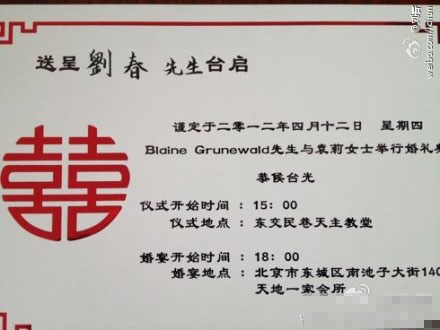 送呈劉春 先生台启
谨定于二零一二年四月十二日 星期四
Blaine Grunewald先生与袁莉女士举行婚礼
恭侯台光
仪式开始时间：15：00
仪式地点：东交民巷天主教堂
婚宴开始时间：18：00
婚宴地点：北京市东城区南池子大街140
天地一家会所
囍